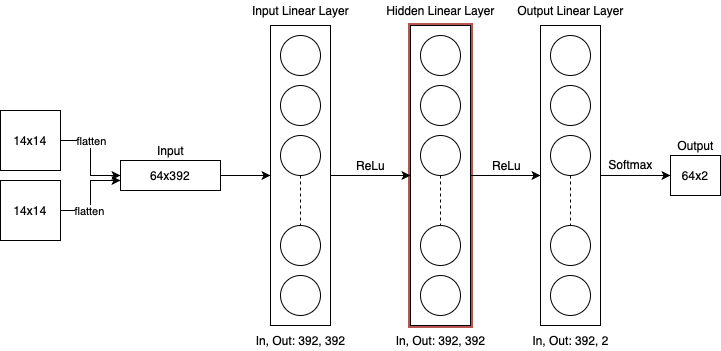 Input Linear Layer
Hidden Linear Layer
Output Linear Layer
14x14
flatten
Input
64x392
14x14
flatten
ReLu
ReLu
Softmax
Output
64x2
In, Out: 392, 392
In, Out: 392, 392
In, Out: 392, 2